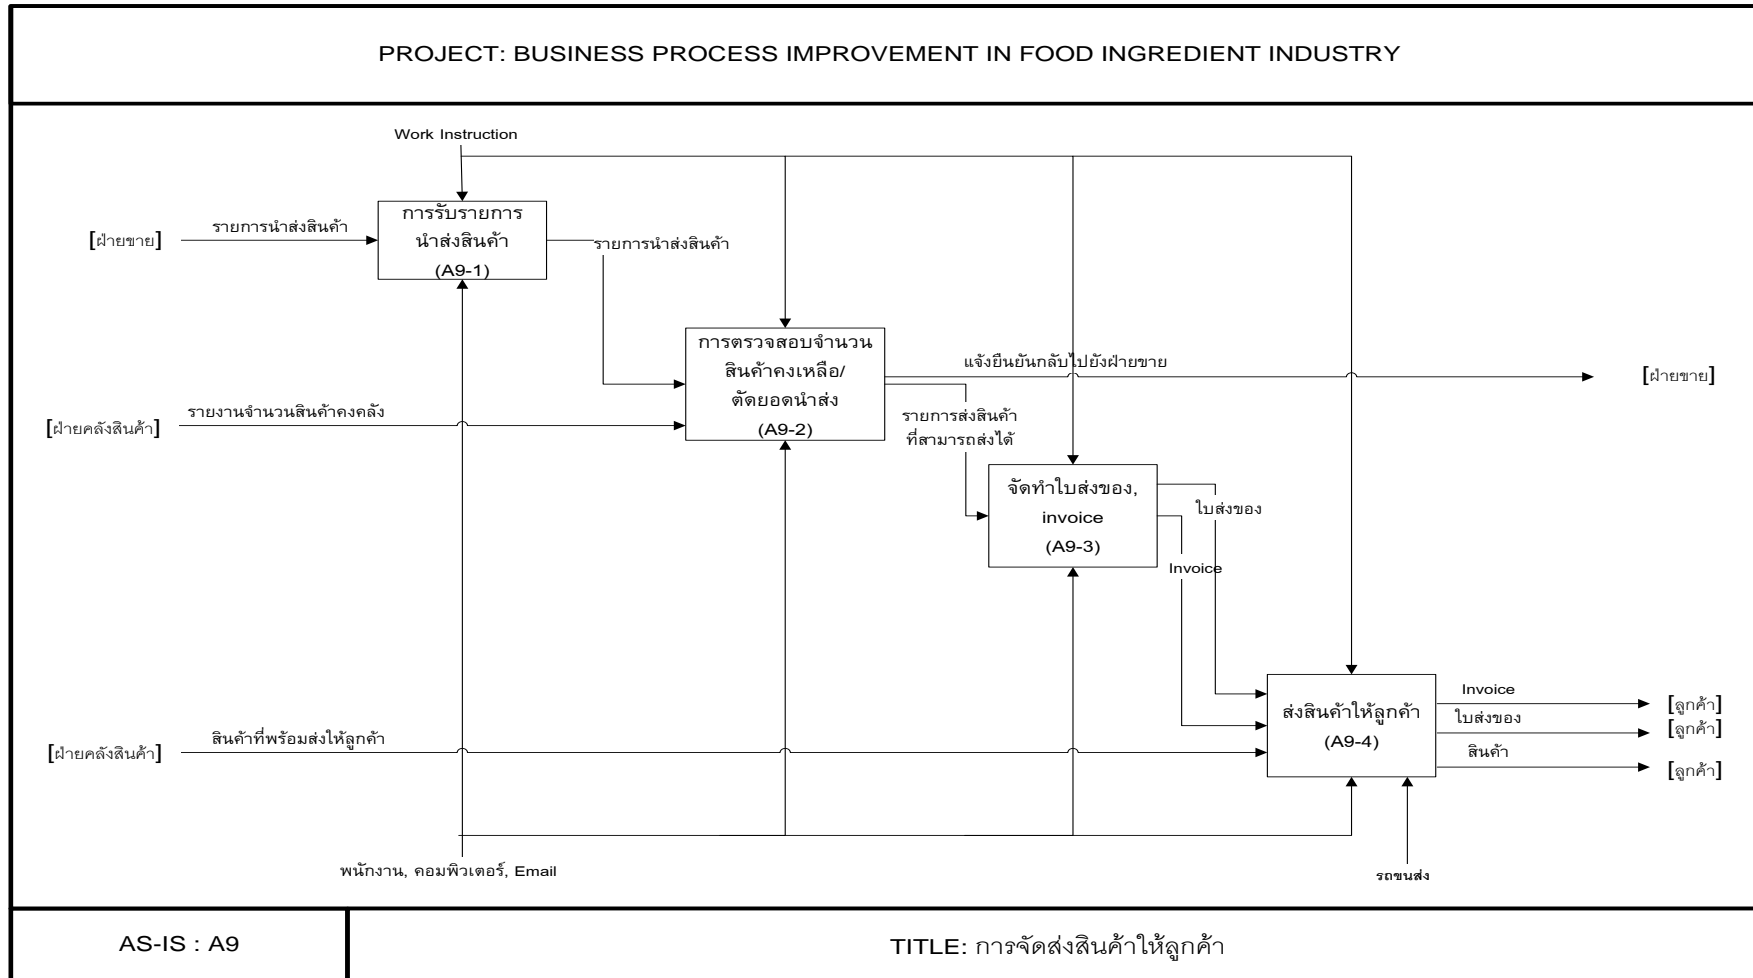 PROJECT: BUSINESS PROCESS IMPROVEMENT IN FOOD INGREDIENT INDUSTRY
Work Instruction
[ฝ่ายขาย]
รายการนำส่งสินค้า
การรับรายการ
นำส่งสินค้า
(A9-1)
รายการนำส่งสินค้า
การตรวจสอบจำนวน
สินค้าคงเหลือ/
ตัดยอดนำส่ง
(A9-2)
แจ้งยืนยันกลับไปยังฝ่ายขาย
[ฝ่ายขาย]
[ฝ่ายคลังสินค้า]
รายงานจำนวนสินค้าคงคลัง
รายการส่งสินค้า
ที่สามารถส่งได้
จัดทำใบส่งของ,
invoice
(A9-3)
ใบส่งของ
Invoice
[ฝ่ายคลังสินค้า]
สินค้าที่พร้อมส่งให้ลูกค้า
ส่งสินค้าให้ลูกค้า
(A9-4)
Invoice
[ลูกค้า]
ใบส่งของ
[ลูกค้า]
สินค้า
[ลูกค้า]
พนักงาน, คอมพิวเตอร์, Email
รถขนส่ง
AS-IS : A9
TITLE: การจัดส่งสินค้าให้ลูกค้า